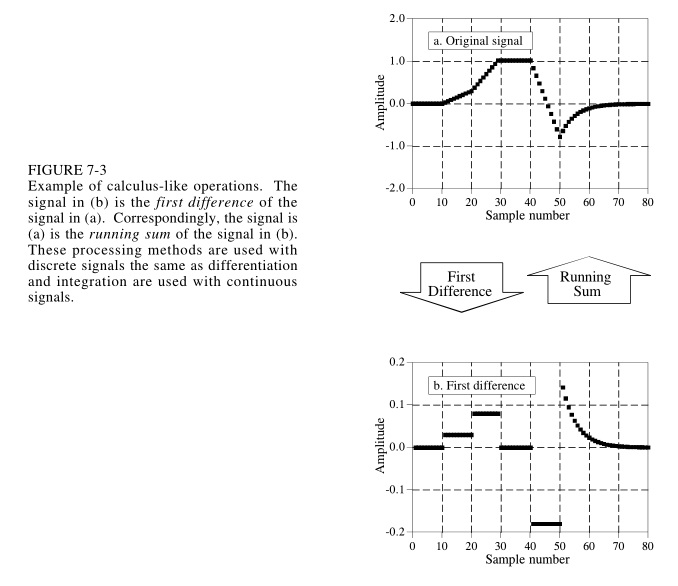 FIGURE 7-3
Example of calculus-like operations. The
signal in (b) is the first difference of the
signal in (a). Correspondingly, the signal is
(a) is the running sum of the signal in (b).
These processing methods are used with
discrete signals the same as differentiation
and integration are used with continuous
signals.
a. Original signal
Amplitude
2.0
1.0
0.0
-1.0
-2.0
0 10 20 30 40 50 60 70 80
Sample number
First
Difference
Running
Sum
b. First difference
Amplitude
0.2
0.1
0.0
-0.1
-0.2
0 10 20 30 40 50 60 70 80
Sample number